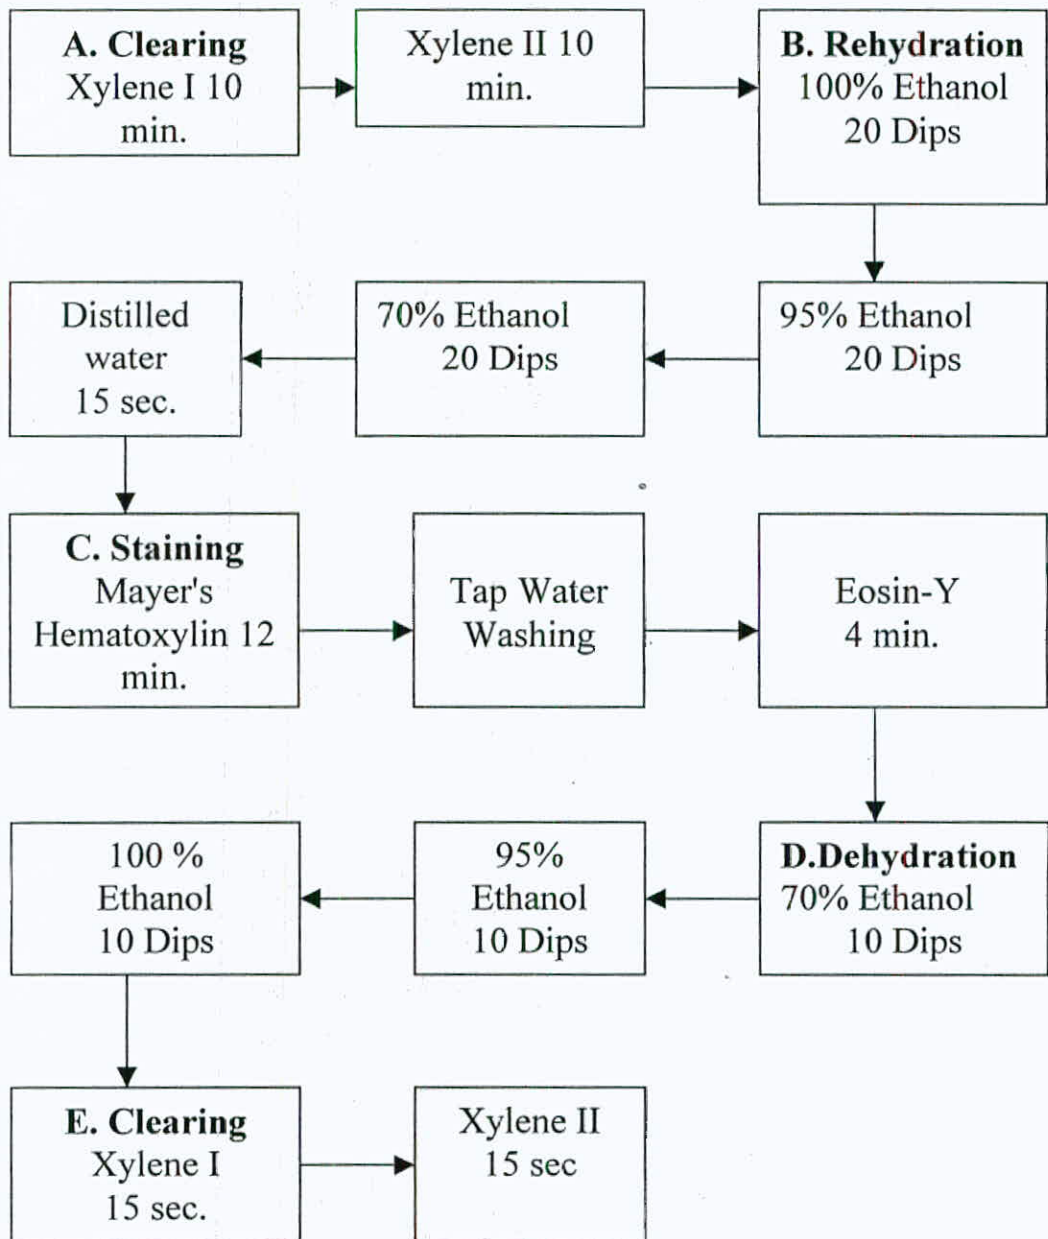 A. Clearing
Xylene I 10
min.
Xylene II 10
min.
B. Rehydration
100% Ethanol
20 Dips
95% Ethanol
20 Dips
70% Ethanol
20 Dips
Distilled
water
15 sec.
C. Staining
Mayer's
Hematoxylin 12
min.
Tap Water
Washing
Eosin-Y
4 min.
D.Dehydration
70% Ethanol
10 Dips
95%
Ethanol
10 Dips
100 %
Ethanol
10 Dips
E. Clearing
Xylene I
15 sec.
Xylene II
15 sec